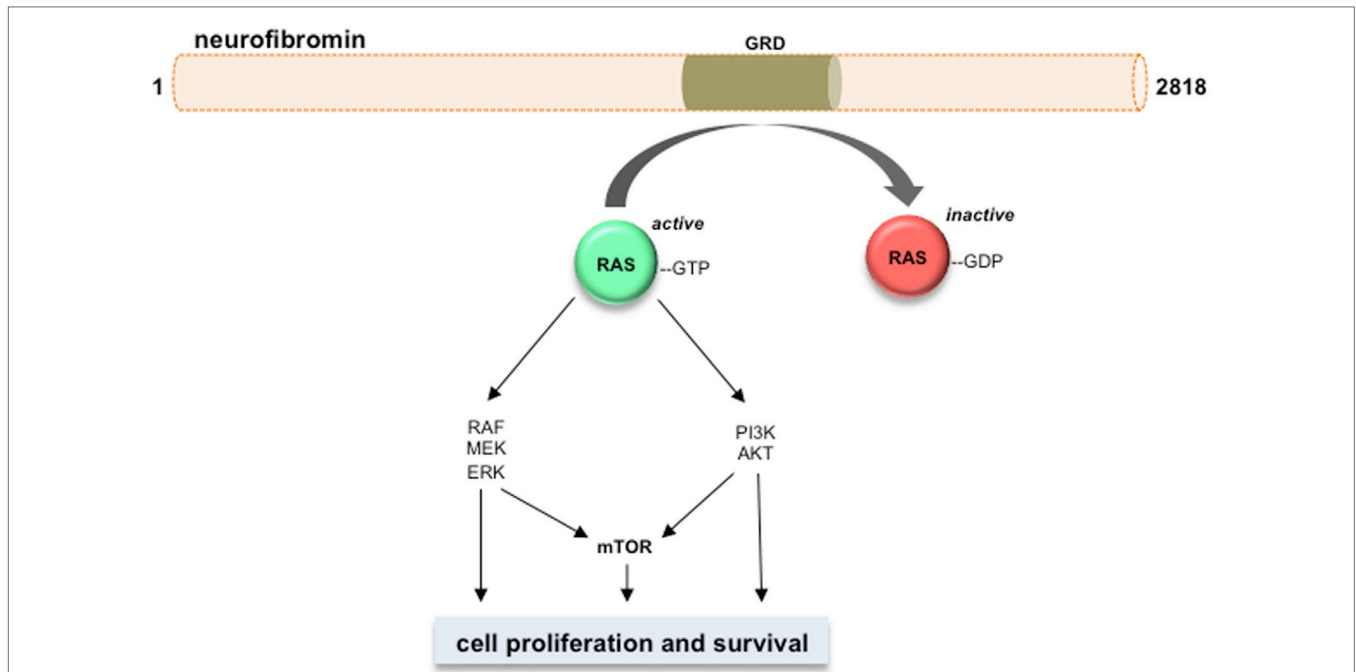 neurofibromin
GRD
1
2818
active
inactive
RAS
--GTP
RAS
--GDP
RAF
MEK
ERK
PI3K
AKT
mTOR
cell proliferation and survival